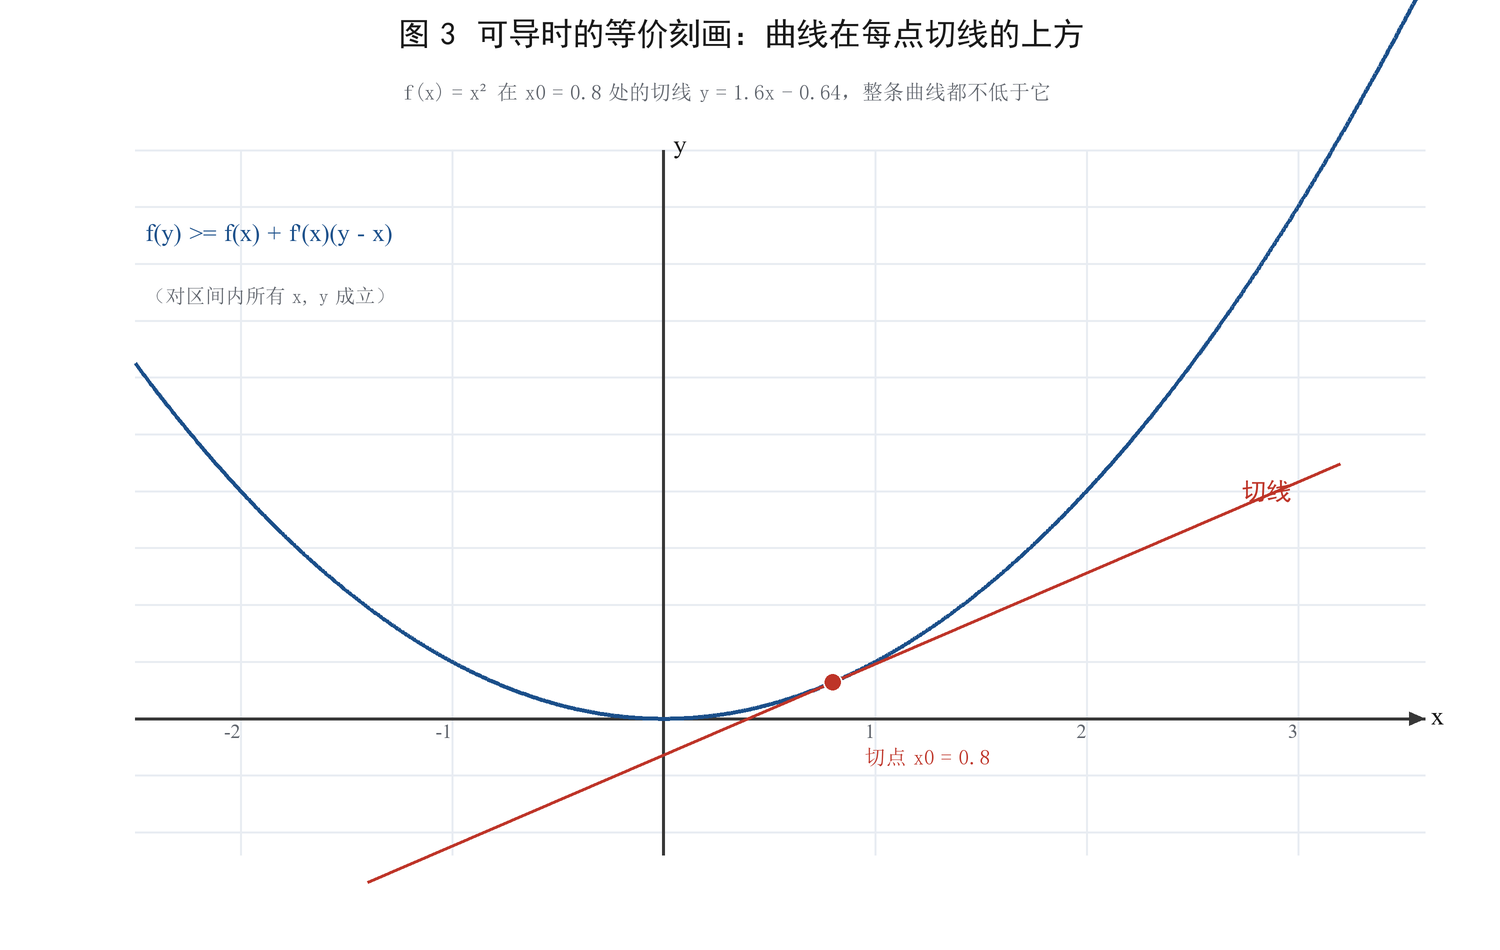 图 3 可导时的等价刻画：曲线在每点切线的上方
f(x) = x² 在 x0 = 0.8 处的切线 y = 1.6x − 0.64，整条曲线都不低于它
y
f(y) >= f(x) + f'(x)(y - x)
（对区间内所有 x, y 成立）
切线
-2 -1 1 2 3 x
切点 x0 = 0.8